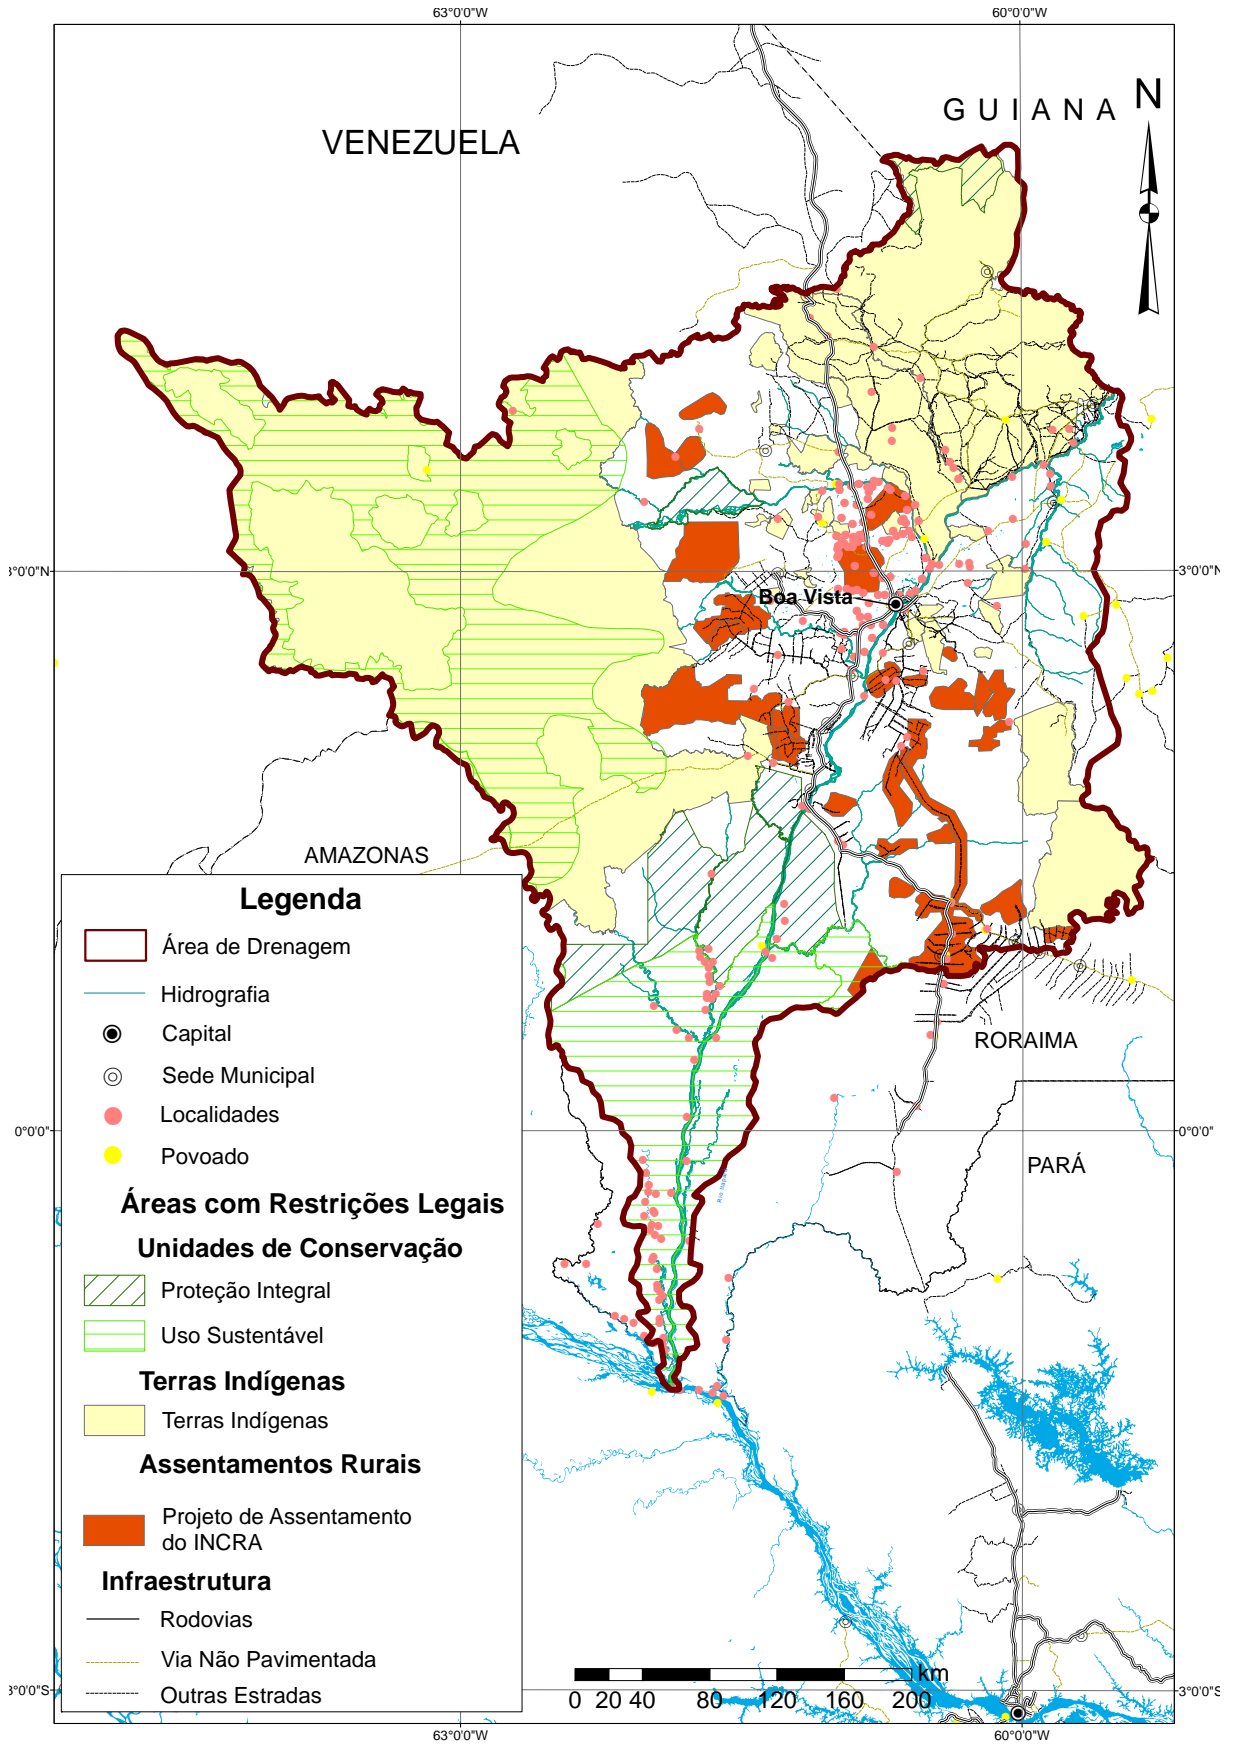 63°0'0"W
60°0'0"W
GUIANA
N
VENEZUELA
3°0'0"N
3°0'0"N
Boa Vista
AMAZONAS
RORAIMA
0°0'0"
0°0'0"
PARÁ
Legenda
Área de Drenagem
Hidrografia
Capital
Sede Municipal
Localidades
Povoado
Áreas com Restrições Legais
Unidades de Conservação
Proteção Integral
Uso Sustentável
Terras Indígenas
Terras Indígenas
Assentamentos Rurais
Projeto de Assentamento
do INCRA
Infraestrutura
Rodovias
Via Não Pavimentada
Outras Estradas
km
0 20 40 80 120 160 200
3°0'0"S
3°0'0"S
63°0'0"W
60°0'0"W